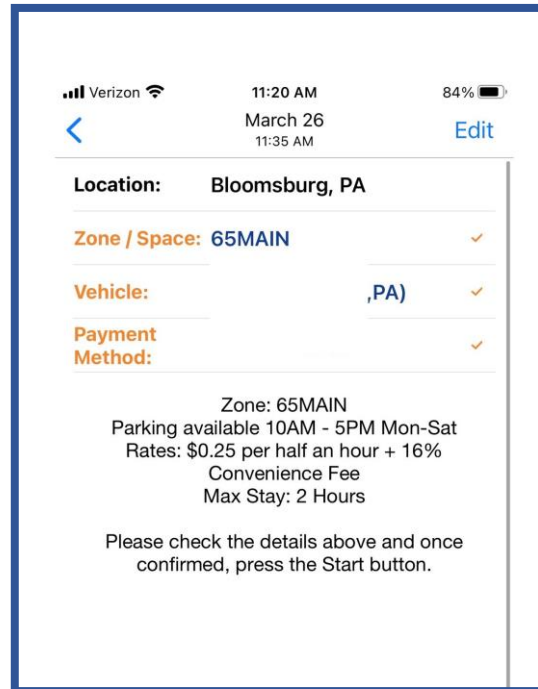 Verizon 11:20 AM 84%
March 26 Edit
11:35 AM
Location: Bloomsburg, PA
Zone / Space: 65MAIN
Vehicle: ,PA)
Payment
Method:
Zone: 65MAIN
Parking available 10AM - 5PM Mon-Sat
Rates: $0.25 per half an hour + 16%
Convenience Fee
Max Stay: 2 Hours
Please check the details above and once
confirmed, press the Start button.